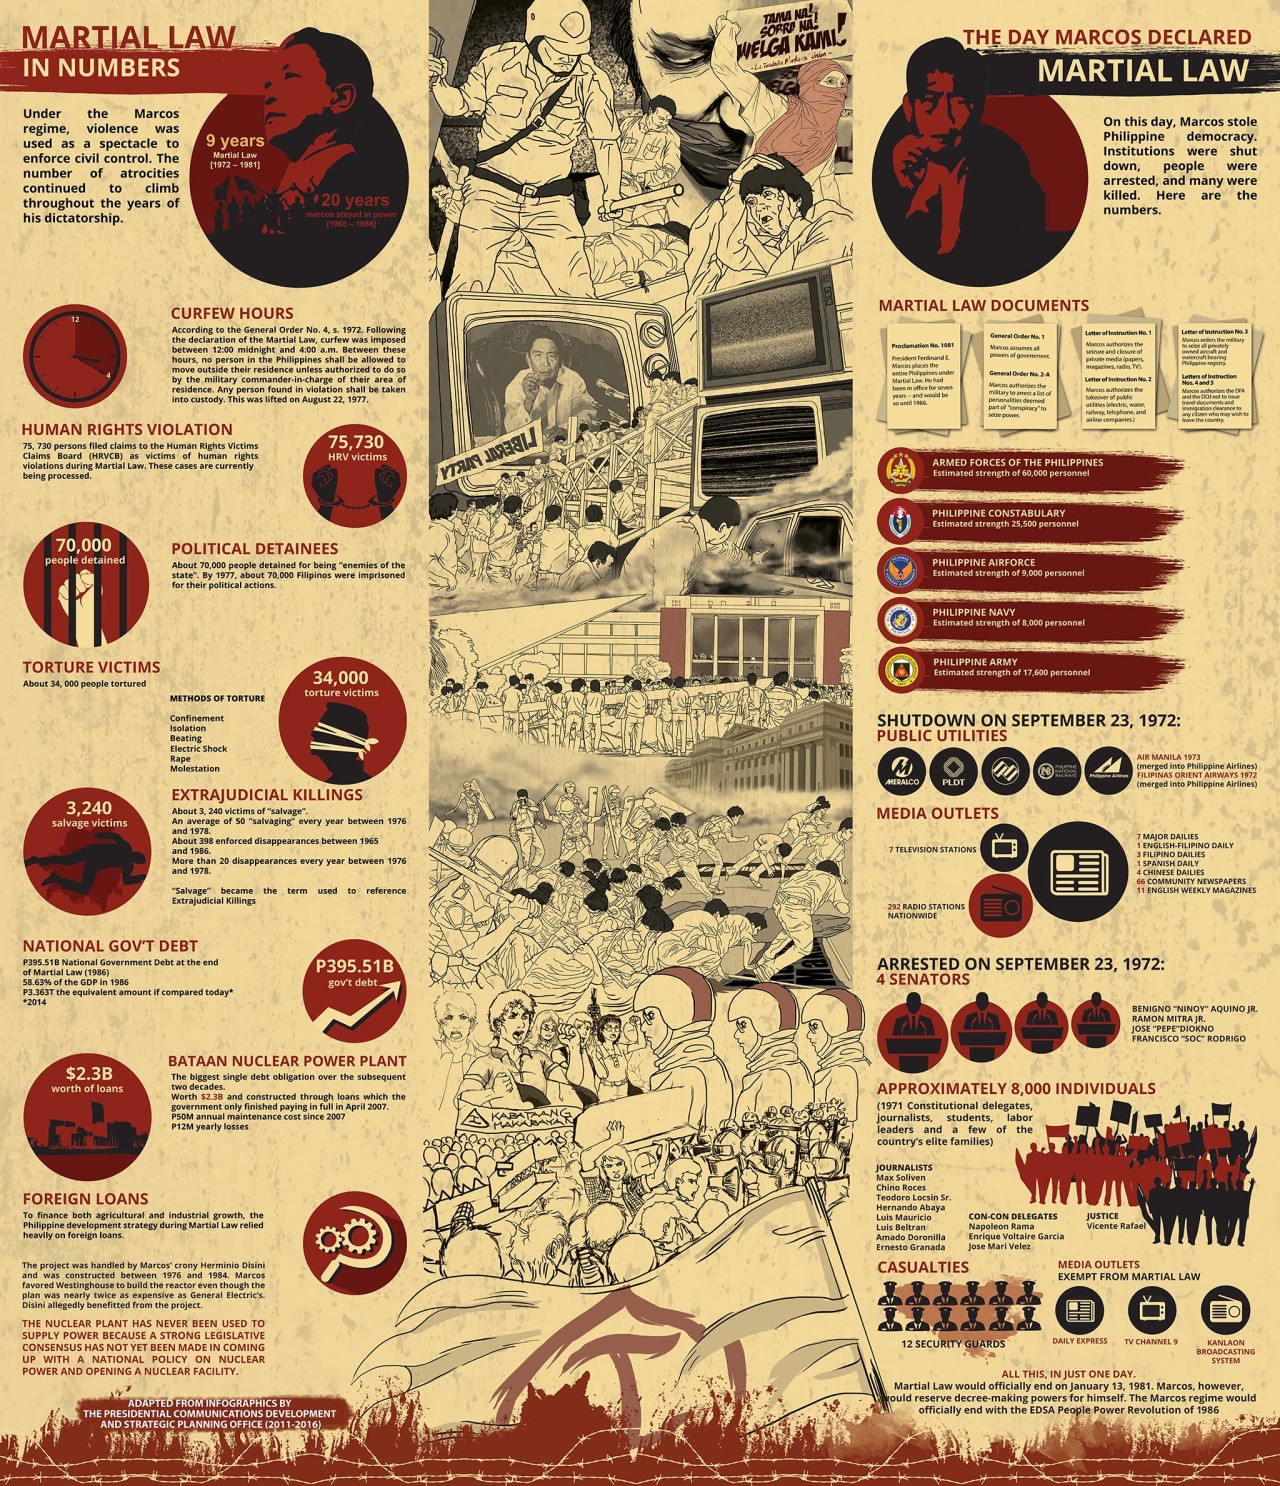 MARTIAL LAW
IN NUMBERS
Under the Marcos
regime, violence was
used as a spectacle to
enforce civil control. The
number of atrocities
continued to climb
throughout the years of
his dictatorship.
9 years
Martial Law
[1972 – 1981]
20 years
marcos stayed in power
[1965 – 1986]
12
4
CURFEW HOURS
According to the General Order No. 4, s. 1972. Following
the declaration of the Martial Law, curfew was imposed
between 12:00 midnight and 4:00 a.m. Between these
hours, no person in the Philippines shall be allowed to
move outside their residence unless authorized to do so
by the military commander-in-charge of their area of
residence. Any person found in violation shall be taken
into custody. This was lifted on August 22, 1977.
HUMAN RIGHTS VIOLATION
75, 730 persons filed claims to the Human Rights Victims
Claims Board (HRVCB) as victims of human rights
violations during Martial Law. These cases are currently
being processed.
75,730
HRV victims
70,000
people detained
POLITICAL DETAINEES
About 70,000 people detained for being "enemies of the
state". By 1977, about 70,000 Filipinos were imprisoned
for their political actions.
TORTURE VICTIMS
About 34, 000 people tortured
METHODS OF TORTURE
Confinement
Isolation
Beating
Electric Shock
Rape
Molestation
34,000
torture victims
3,240
salvage victims
EXTRAJUDICIAL KILLINGS
About 3, 240 victims of "salvage".
An average of 50 "salvaging" every year between 1976
and 1978.
About 398 enforced disappearances between 1965
and 1986.
More than 20 disappearances every year between 1976
and 1978.
"Salvage" became the term used to reference
Extrajudicial Killings
NATIONAL GOV'T DEBT
P395.51B National Government Debt at the end
of Martial Law (1986)
58.63% of the GDP in 1986
P3.363T the equivalent amount if compared today*
*2014
P395.51B
gov't debt
$2.3B
worth of loans
BATAAN NUCLEAR POWER PLANT
The biggest single debt obligation over the subsequent
two decades.
Worth $2.3B and constructed through loans which the
government only finished paying in full in April 2007.
P50M annual maintenance cost since 2007
P12M yearly losses
FOREIGN LOANS
To finance both agricultural and industrial growth, the
Philippine development strategy during Martial Law relied
heavily on foreign loans.
The project was handled by Marcos' crony Herminio Disini
and was constructed between 1976 and 1984. Marcos
favored Westinghouse to build the reactor even though the
plan was nearly twice as expensive as General Electric's.
Disini allegedly benefitted from the project.
THE NUCLEAR PLANT HAS NEVER BEEN USED TO
SUPPLY POWER BECAUSE A STRONG LEGISLATIVE
CONSENSUS HAS NOT YET BEEN MADE IN COMING
UP WITH A NATIONAL POLICY ON NUCLEAR
POWER AND OPENING A NUCLEAR FACILITY.
ADAPTED FROM INFOGRAPHICS BY
THE PRESIDENTIAL COMMUNICATIONS DEVELOPMENT
AND STRATEGIC PLANNING OFFICE (2011-2016)
TAMA NA!
SOBRA NA!
WELGA KAMI!
- La Tondeña Workers Union -
LIBERAL PARTY
KABATAANG
MAKABAYAN
THE DAY MARCOS DECLARED
MARTIAL LAW
On this day, Marcos stole
Philippine democracy.
Institutions were shut
down, people were
arrested, and many were
killed. Here are the
numbers.
MARTIAL LAW DOCUMENTS
Proclamation No. 1081
President Ferdinand E.
Marcos places the
entire Philippines under
Martial Law. He had
been in office for seven
years -- and would be
so until 1986.
General Order No. 1
Marcos assumes all
powers of government.
General Order No. 2-A
Marcos authorizes the
military to arrest a list of
personalities deemed
part of "conspiracy" to
seize power.
Letter of Instruction No. 1
Marcos authorizes the
seizure and closure of
private media (papers,
magazines, radio, TV).
Letter of Instruction No. 2
Marcos authorizes the
takeover of public
utilities (electric, water,
railway, telephone, and
airline companies.)
Letter of Instruction No. 3
Marcos orders the military
to seize all privately
owned aircraft and
watercraft bearing
Philippine registry.
Letters of Instruction
Nos. 4 and 5
Marcos authorizes the DFA
and the DOJ not to issue
travel documents and
immigration clearance to
any citizen who may wish to
leave the country.
ARMED FORCES OF THE PHILIPPINES
Estimated strength of 60,000 personnel
PHILIPPINE CONSTABULARY
Estimated strength 25,500 personnel
PHILIPPINE AIRFORCE
Estimated strength of 9,000 personnel
PHILIPPINE NAVY
Estimated strength of 8,000 personnel
PHILIPPINE ARMY
Estimated strength of 17,600 personnel
SHUTDOWN ON SEPTEMBER 23, 1972:
PUBLIC UTILITIES
MERALCO
PLDT
PHILIPPINE
NATIONAL
RAILWAYS
Philippine Airlines
AIR MANILA 1973
(merged into Philippine Airlines)
FILIPINAS ORIENT AIRWAYS 1972
(merged into Philippine Airlines)
MEDIA OUTLETS
7 TELEVISION STATIONS
292 RADIO STATIONS
NATIONWIDE
7 MAJOR DAILIES
1 ENGLISH-FILIPINO DAILY
3 FILIPINO DAILIES
1 SPANISH DAILY
4 CHINESE DAILIES
66 COMMUNITY NEWSPAPERS
11 ENGLISH WEEKLY MAGAZINES
ARRESTED ON SEPTEMBER 23, 1972:
4 SENATORS
BENIGNO "NINOY" AQUINO JR.
RAMON MITRA JR.
JOSE "PEPE"DIOKNO
FRANCISCO "SOC" RODRIGO
APPROXIMATELY 8,000 INDIVIDUALS
(1971 Constitutional delegates,
journalists, students, labor
leaders and a few of the
country's elite families)
JOURNALISTS
Max Soliven
Chino Roces
Teodoro Locsin Sr.
Hernando Abaya
Luis Mauricio
Luis Beltran
Amado Doronilla
Ernesto Granada
CON-CON DELEGATES
Napoleon Rama
Enrique Voltaire Garcia
Jose Mari Velez
JUSTICE
Vicente Rafael
CASUALTIES
12 SECURITY GUARDS
MEDIA OUTLETS
EXEMPT FROM MARTIAL LAW
DAILY EXPRESS
TV CHANNEL 9
KANLAON
BROADCASTING
SYSTEM
ALL THIS, IN JUST ONE DAY.
Martial Law would officially end on January 13, 1981. Marcos, however,
would reserve decree-making powers for himself. The Marcos regime would
officially end with the EDSA People Power Revolution of 1986